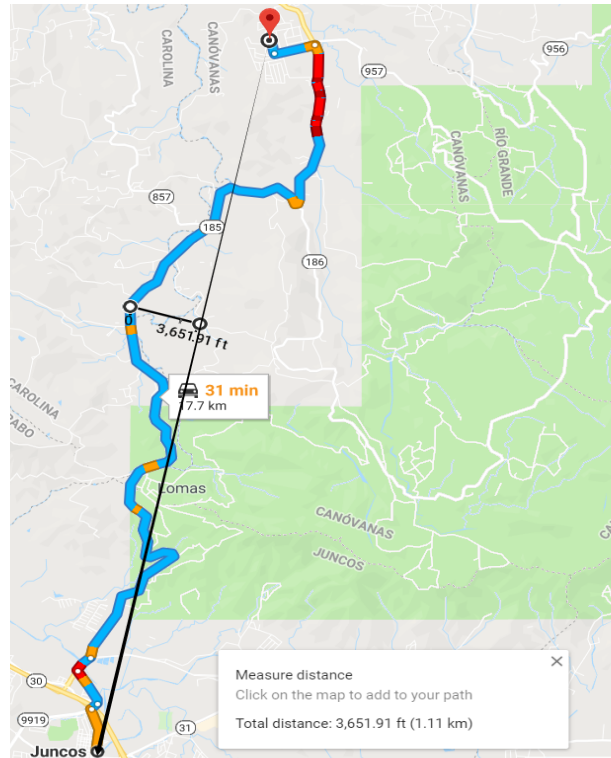 CAROLINA
CANÓVANAS
956
957
CANÓVANAS
RÍO GRANDE
857
185
186
0
3,651.91 ft
31 min
17.7 km
CAROLINA
Lomas
CANÓVANAS
JUNCOS
30
9919
31
Juncos
Measure distance
Click on the map to add to your path
Total distance: 3,651.91 ft (1.11 km)